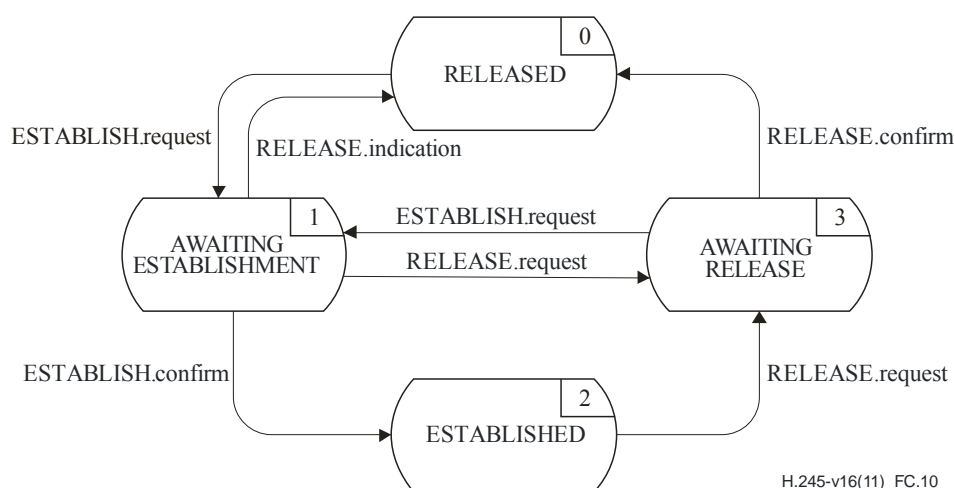 0
RELEASED
ESTABLISH.request
RELEASE.indication
RELEASE.confirm
1
AWAITING
ESTABLISHMENT
ESTABLISH.request
RELEASE.request
3
AWAITING
RELEASE
ESTABLISH.confirm
RELEASE.request
2
ESTABLISHED
H.245-v16(11)_FC.10